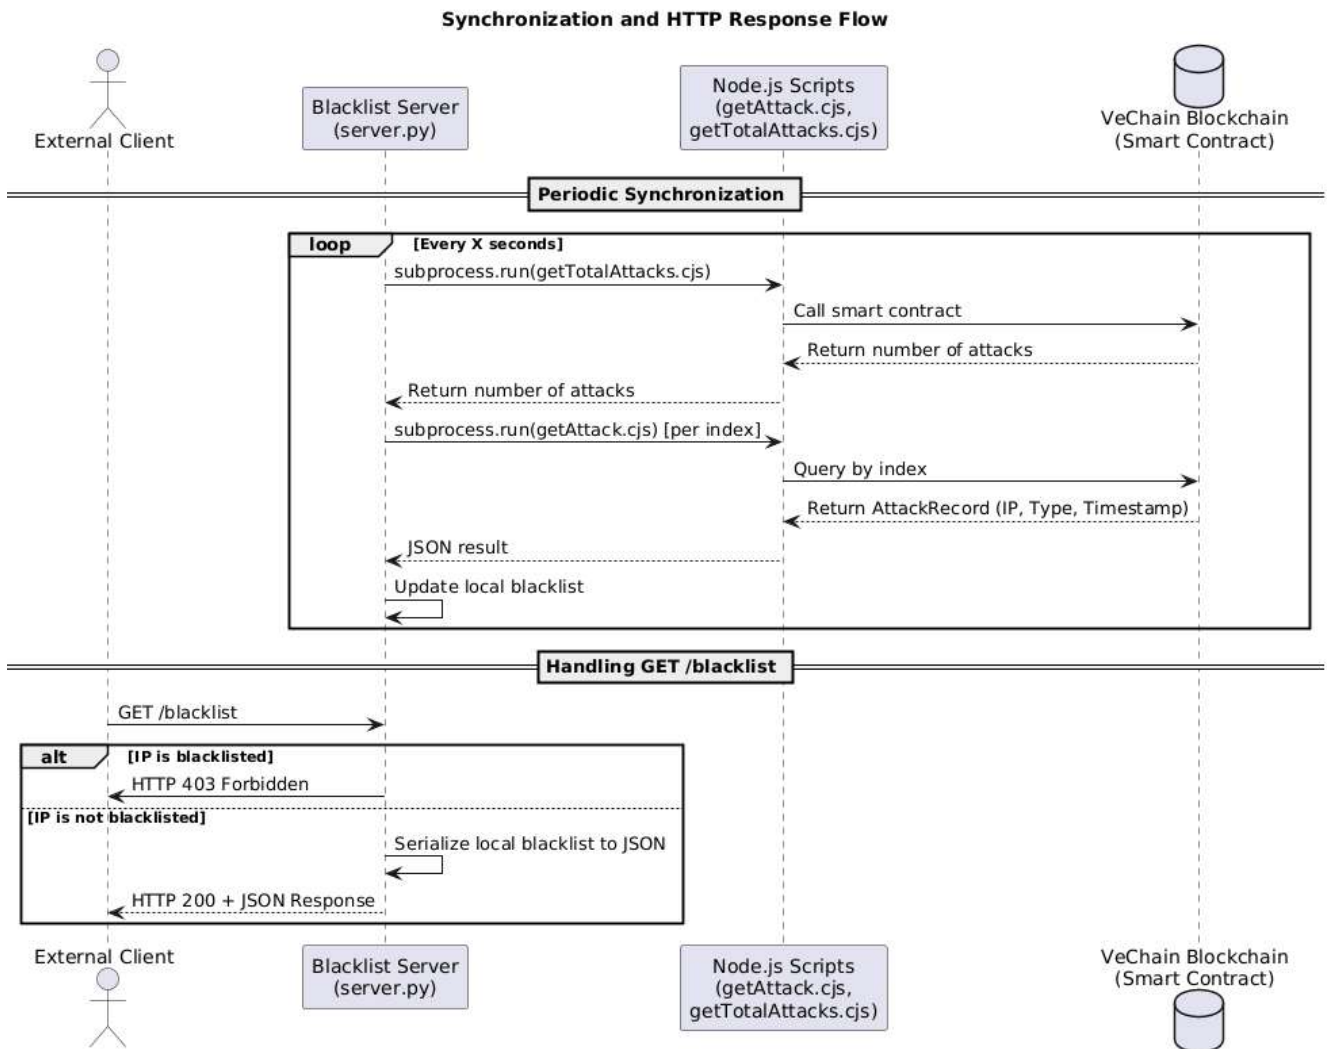 Synchronization and HTTP Response Flow
External Client
Blacklist Server
(server.py)
Node.js Scripts
(getAttack.cjs,
getTotalAttacks.cjs)
VeChain Blockchain
(Smart Contract)
Periodic Synchronization
loop [Every X seconds]
subprocess.run(getTotalAttacks.cjs)
Call smart contract
Return number of attacks
Return number of attacks
subprocess.run(getAttack.cjs) [per index]
Query by index
Return AttackRecord (IP, Type, Timestamp)
JSON result
Update local blacklist
Handling GET /blacklist
GET /blacklist
alt [IP is blacklisted]
HTTP 403 Forbidden
[IP is not blacklisted]
Serialize local blacklist to JSON
HTTP 200 + JSON Response
External Client
Blacklist Server
(server.py)
Node.js Scripts
(getAttack.cjs,
getTotalAttacks.cjs)
VeChain Blockchain
(Smart Contract)